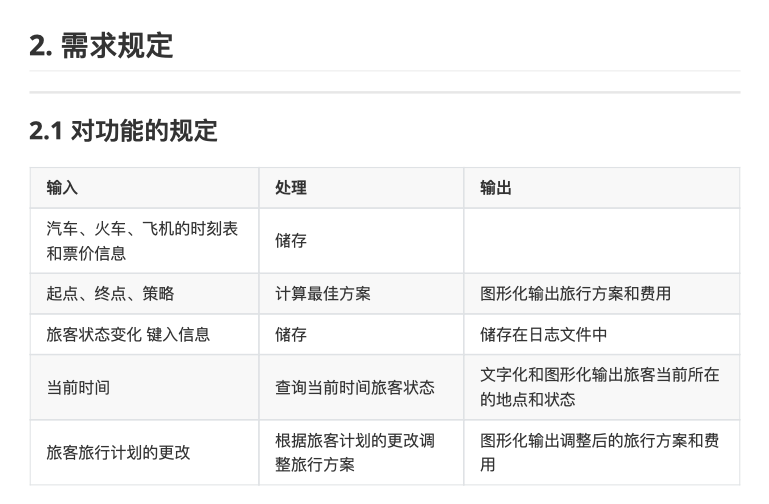 2. 需求规定
2.1 对功能的规定
输入 处理 输出
汽车、火车、飞机的时刻表
和票价信息
储存
起点、终点、策略 计算最佳方案 图形化输出旅行方案和费用
旅客状态变化 键入信息 储存 储存在日志文件中
当前时间 查询当前时间旅客状态
文字化和图形化输出旅客当前所在
的地点和状态
旅客旅行计划的更改
根据旅客计划的更改调
整旅行方案
图形化输出调整后的旅行方案和费
用